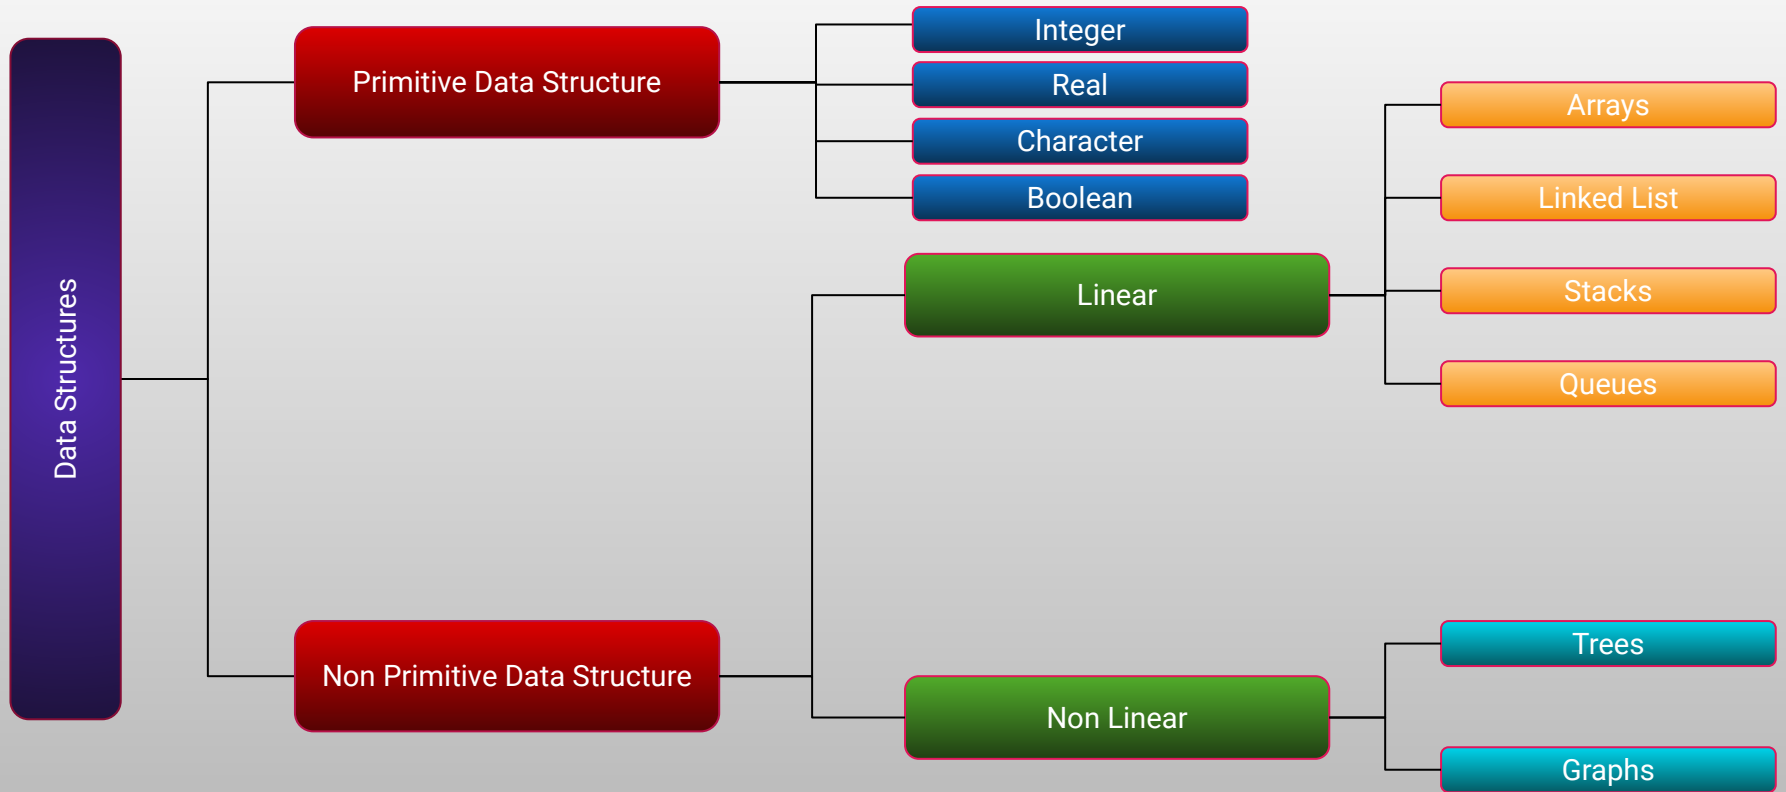 Data Structures
Primitive Data Structure
Integer
Real
Character
Boolean
Non Primitive Data Structure
Linear
Arrays
Linked List
Stacks
Queues
Non Linear
Trees
Graphs